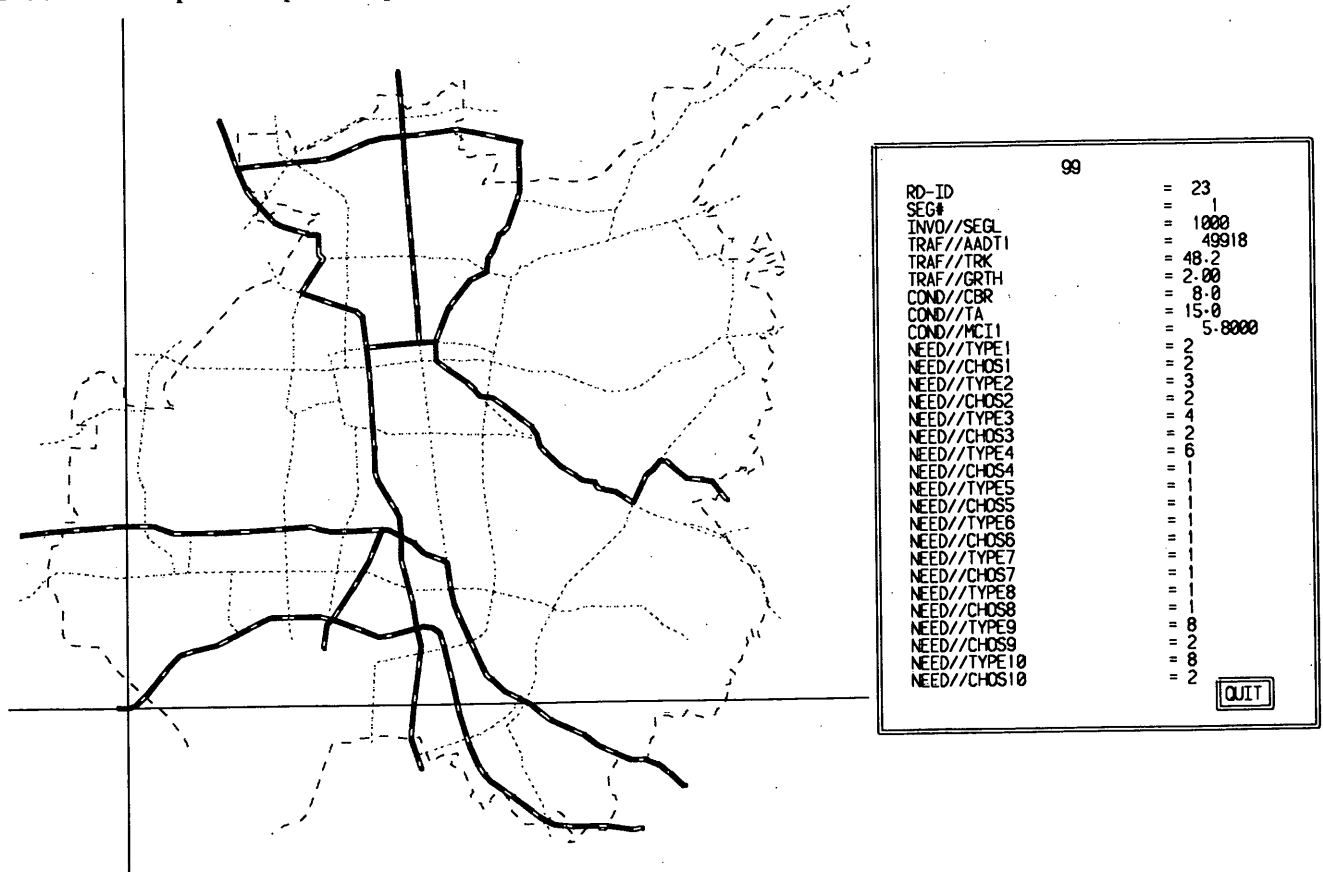 99
RD-ID = 23
SEG# = 1
INVO//SEGL = 1000
TRAF//AADT1 = 49918
TRAF//TRK = 48.2
TRAF//GRTH = 2.00
COND//CBR = 8.0
COND//TA = 15.0
COND//MCI1 = 5.8000
NEED//TYPE1 = 2
NEED//CHOS1 = 2
NEED//TYPE2 = 3
NEED//CHOS2 = 2
NEED//TYPE3 = 4
NEED//CHOS3 = 2
NEED//TYPE4 = 6
NEED//CHOS4 = 1
NEED//TYPE5 = 1
NEED//CHOS5 = 1
NEED//TYPE6 = 1
NEED//CHOS6 = 1
NEED//TYPE7 = 1
NEED//CHOS7 = 1
NEED//TYPE8 = 1
NEED//CHOS8 = 1
NEED//TYPE9 = 8
NEED//CHOS9 = 2
NEED//TYPE10 = 8
NEED//CHOS10 = 2
QUIT